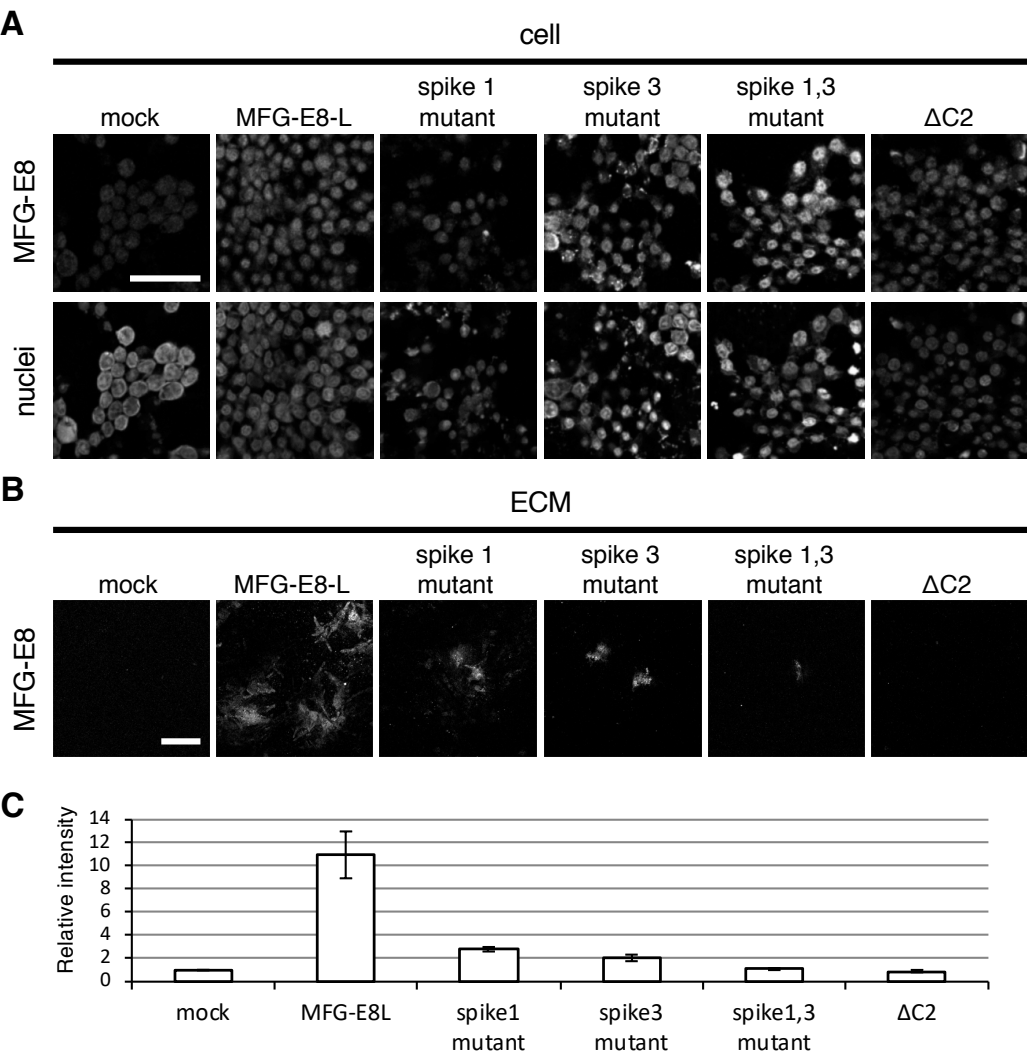 A
cell
mock
MFG-E8-L
spike 1
mutant
spike 3
mutant
spike 1,3
mutant
ΔC2
MFG-E8
nuclei
B
ECM
mock
MFG-E8-L
spike 1
mutant
spike 3
mutant
spike 1,3
mutant
ΔC2
MFG-E8
C
Relative intensity
14
12
10
8
6
4
2
0
mock
MFG-E8L
spike1
mutant
spike3
mutant
spike1,3
mutant
ΔC2